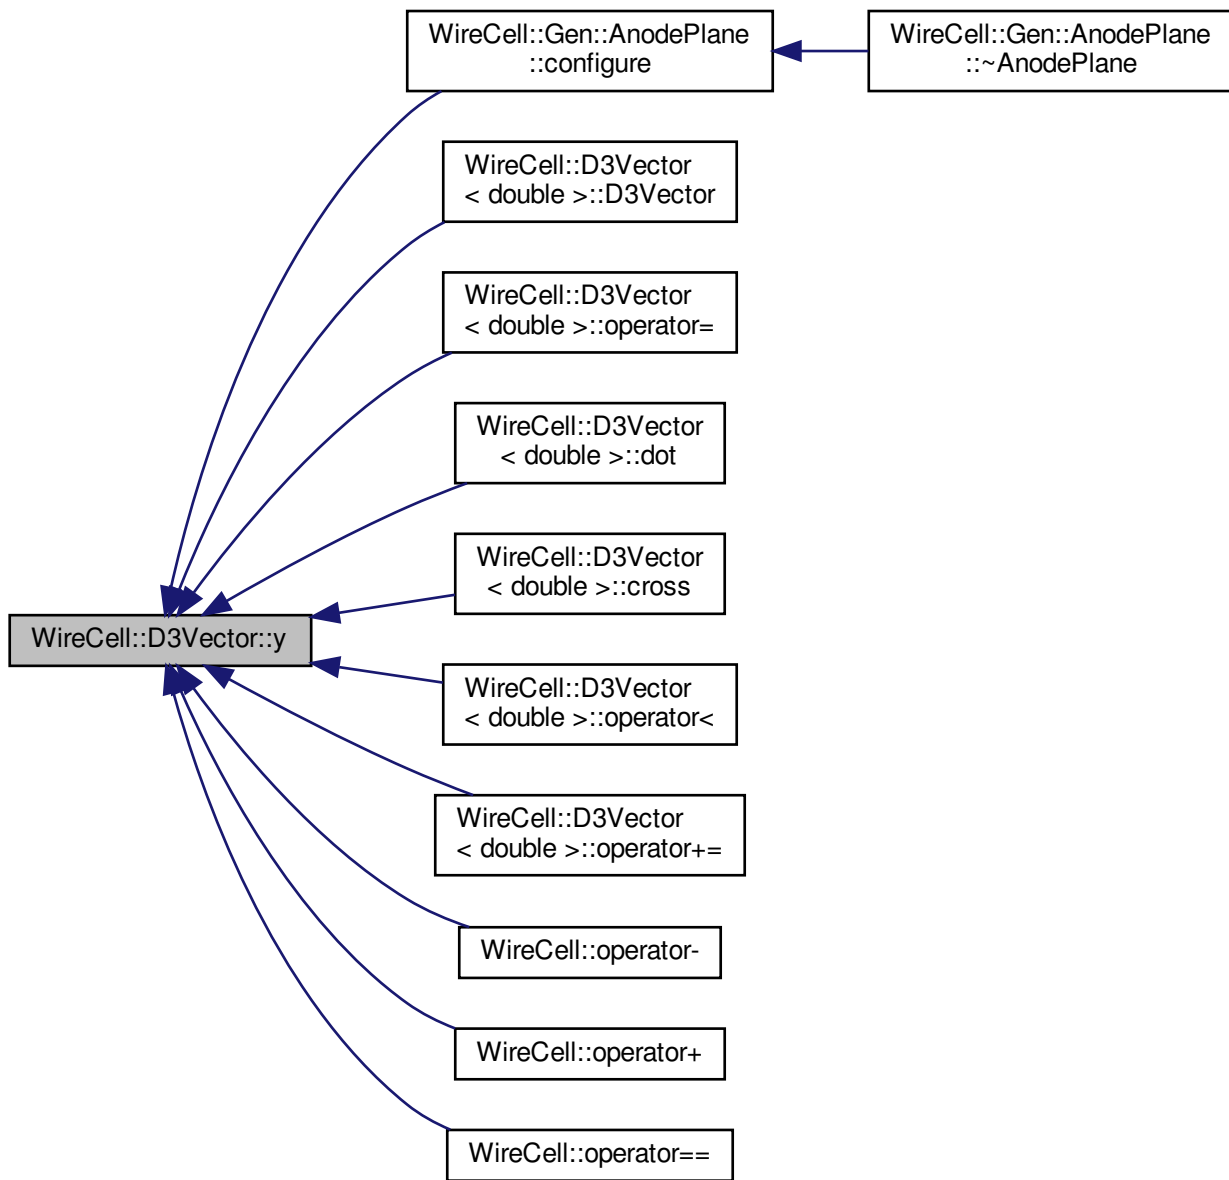 WireCell::Gen::AnodePlane
::configure
WireCell::Gen::AnodePlane
::~AnodePlane
WireCell::D3Vector
< double >::D3Vector
WireCell::D3Vector
< double >::operator=
WireCell::D3Vector
< double >::dot
WireCell::D3Vector
< double >::cross
WireCell::D3Vector::y
WireCell::D3Vector
< double >::operator<
WireCell::D3Vector
< double >::operator+=
WireCell::operator-
WireCell::operator+
WireCell::operator==